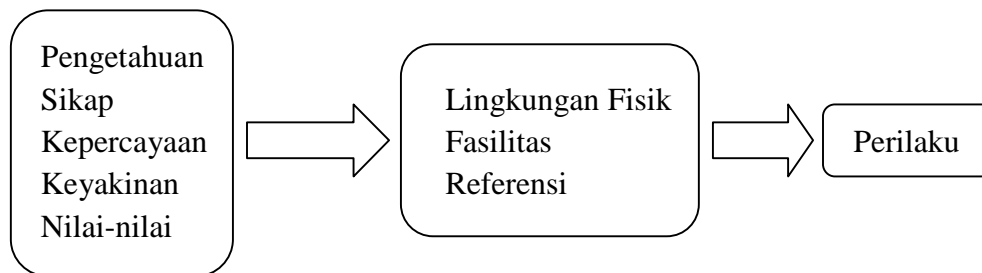 Pengetahuan
Sikap
Kepercayaan
Keyakinan
Nilai-nilai
Lingkungan Fisik
Fasilitas
Referensi
Perilaku